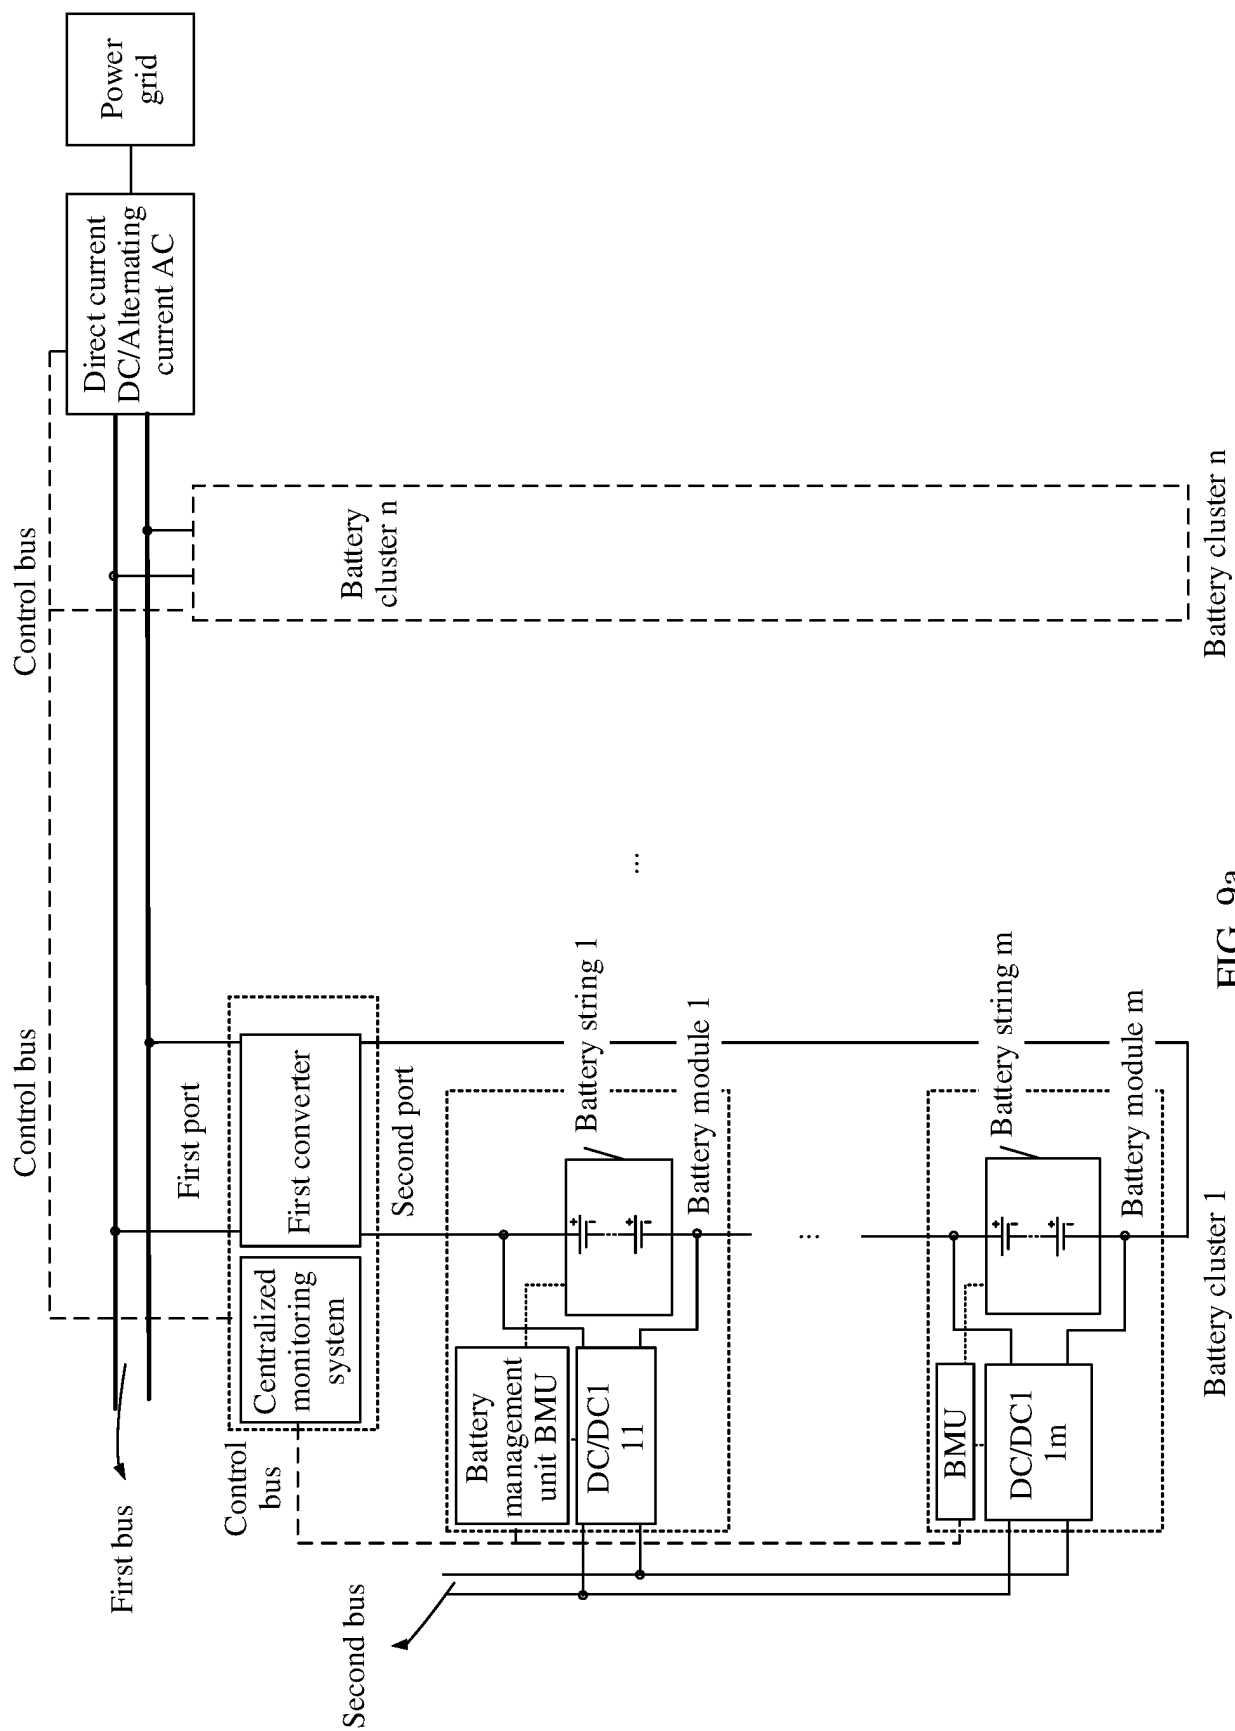 Power
grid
Direct current
DC/Alternating
current AC
Control bus
Control bus
First bus
First port
Control
bus
Centralized
monitoring
system
First converter
Second port
Second bus
Battery
management
unit BMU
DC/DC1
11
Battery string 1
Battery module 1
...
...
BMU
DC/DC1
1m
Battery string m
Battery module m
Battery cluster 1
Battery
cluster n
Battery cluster n
FIG. 9a